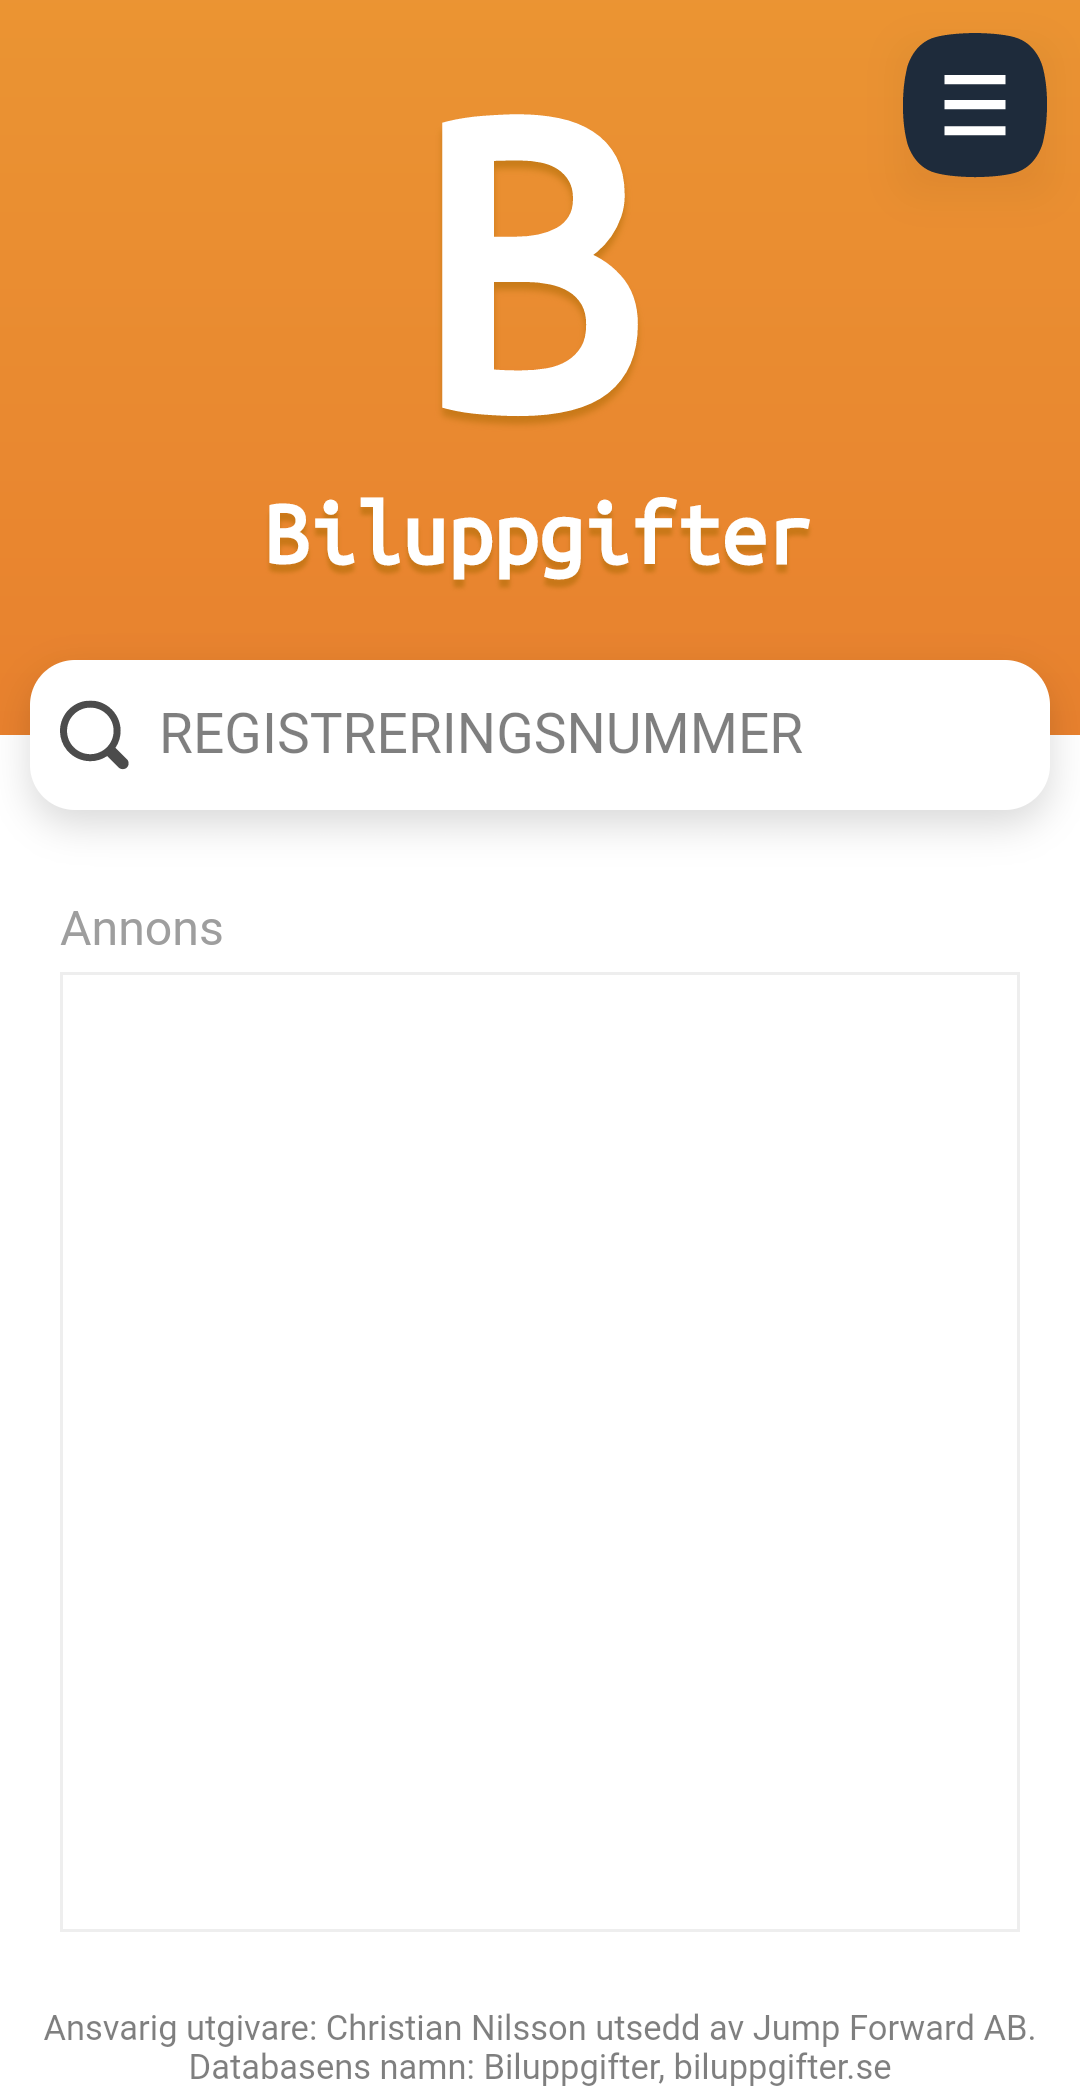 B
Biluppgifter
REGISTRERINGSNUMMER
Annons
Ansvarig utgivare: Christian Nilsson utsedd av Jump Forward AB.
Databasens namn: Biluppgifter, biluppgifter.se